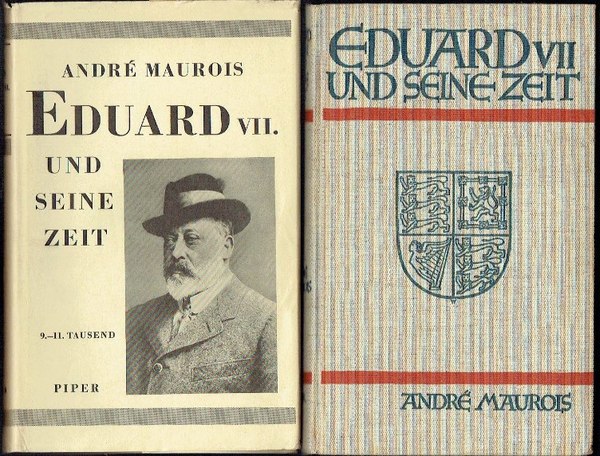 ANDRÉ MAUROIS
EDUARD VII.
UND
SEINE
ZEIT
9.–11. TAUSEND
PIPER
EDUARD VII
UND SEINE ZEIT
ANDRÉ MAUROIS